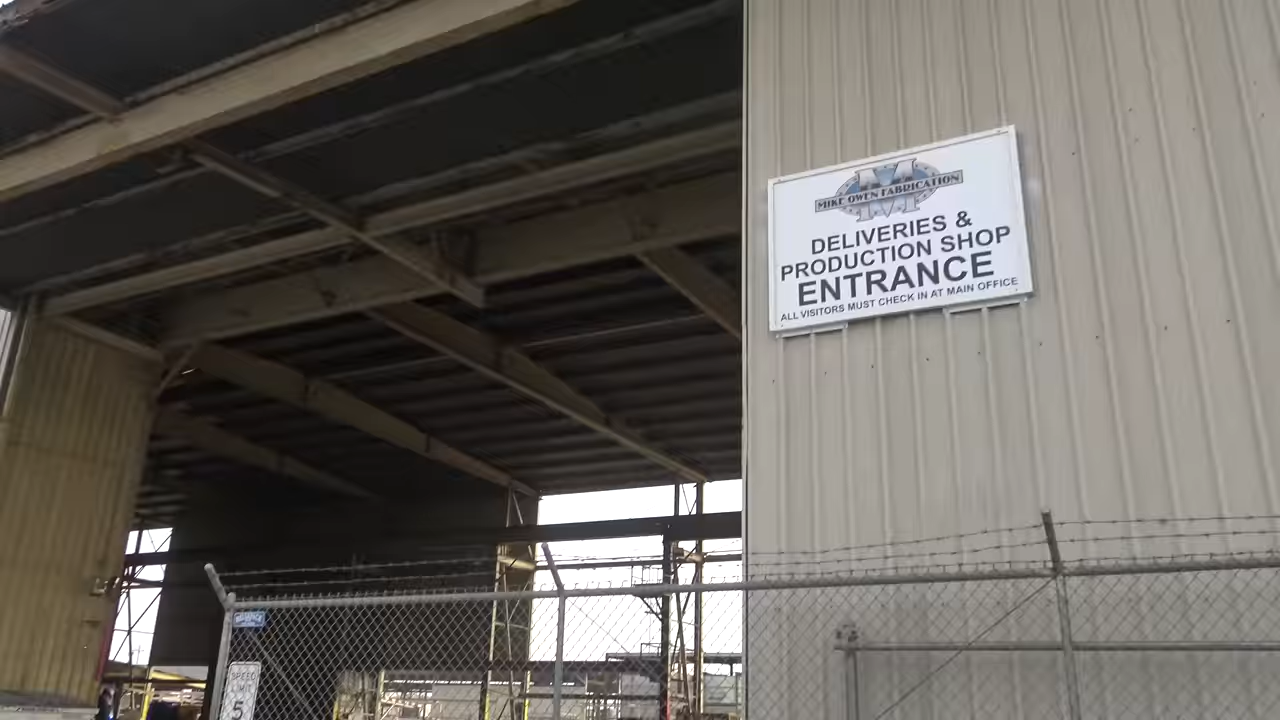 MIKE OWEN FABRICATION
DELIVERIES &
PRODUCTION SHOP
ENTRANCE
ALL VISITORS MUST CHECK IN AT MAIN OFFICE
SPEED
LIMIT
5